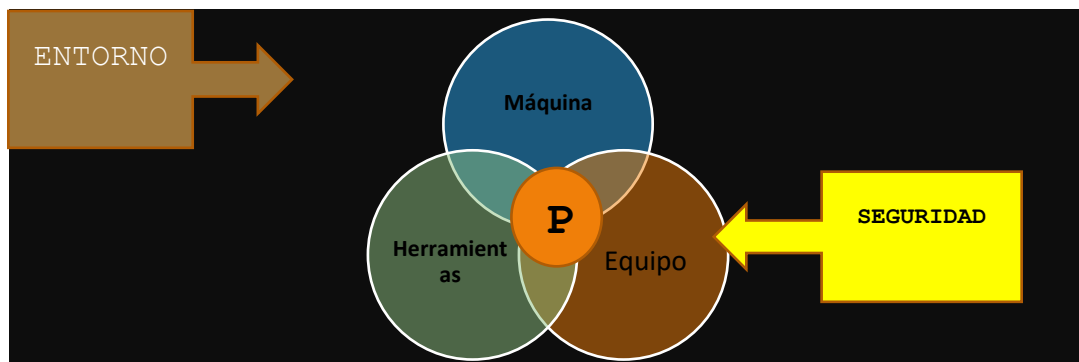 ENTORNO
Máquina
P
SEGURIDAD
Herramient
as
Equipo